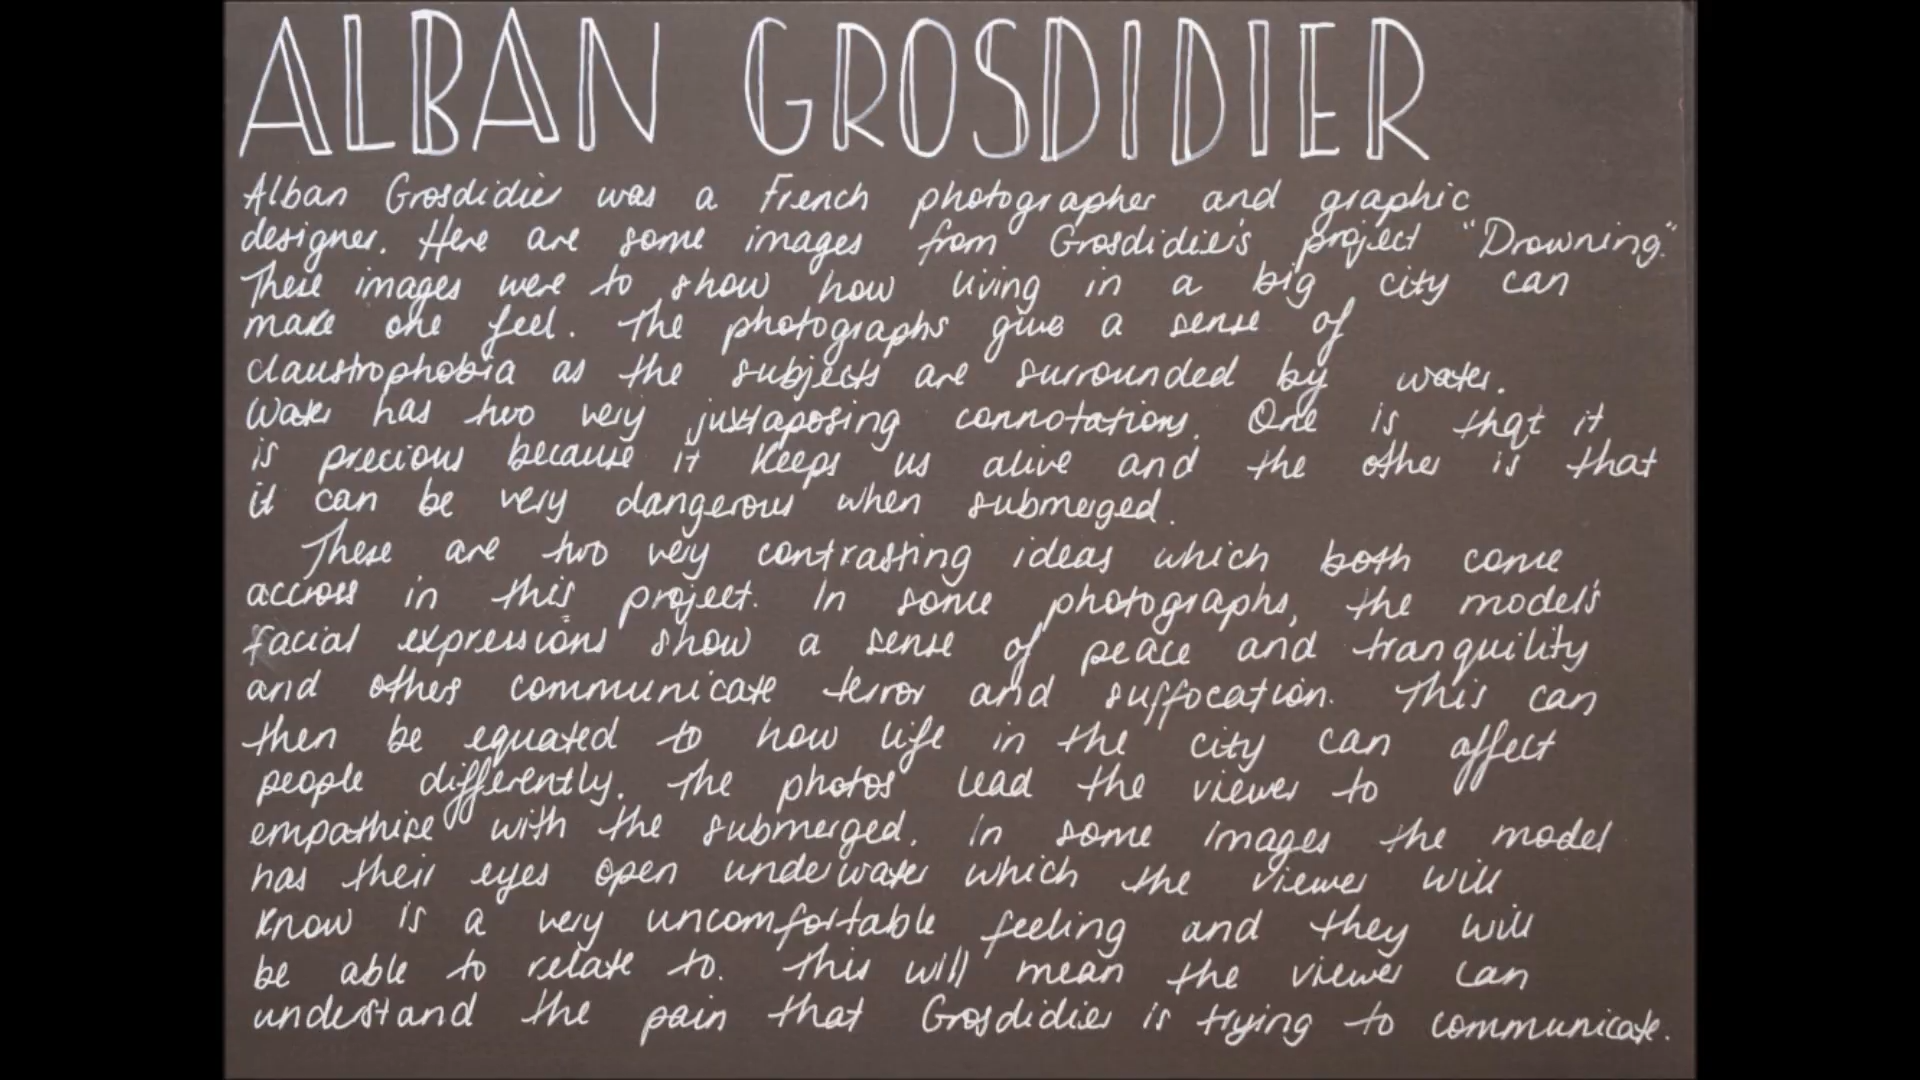 ALBAN GROSDIDIER
Alban Grosdidier was a French photographer and graphic
designer. Here are some images from Grosdidier's project "Drowning."
These images were to show how living in a big city can
make one feel. The photographs give a sense of
claustrophobia as the subjects are surrounded by water.
Water has two very juxtaposing connotations. One is that it
is precious because it keeps us alive and the other is that
it can be very dangerous when submerged.
These are two very contrasting ideas which both come
accross in this project. In some photographs, the model's
facial expressions show a sense of peace and tranquility
and others communicate terror and suffocation. This can
then be equated to how life in the city can affect
people differently. The photos lead the viewer to
empathise with the submerged. In some images the model
has their eyes open underwater which the viewer will
know is a very uncomfortable feeling and they will
be able to relate to. This will mean the viewer can
understand the pain that Grosdidier is trying to communicate.